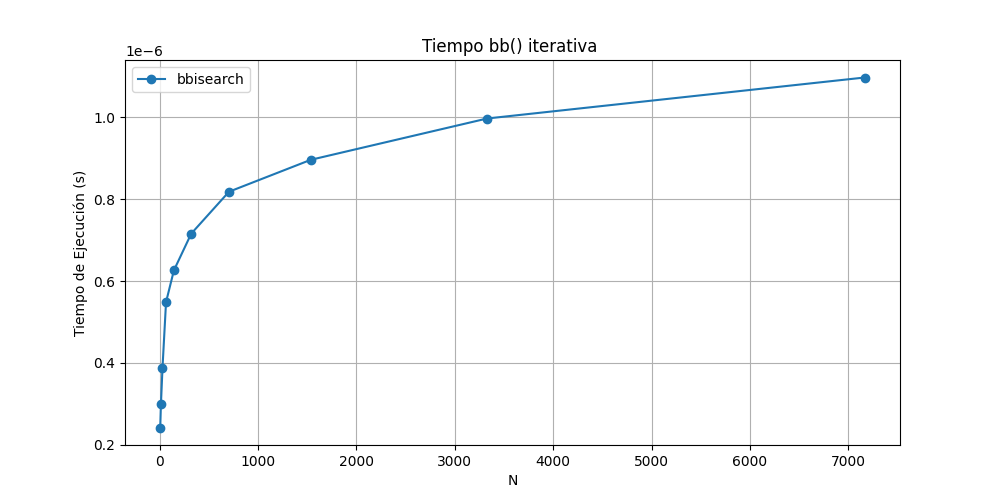 Tiempo bb() iterativa
1e−6
bbisearch
Tiempo de Ejecución (s)
1.0
0.8
0.6
0.4
0.2
0 1000 2000 3000 4000 5000 6000 7000
N